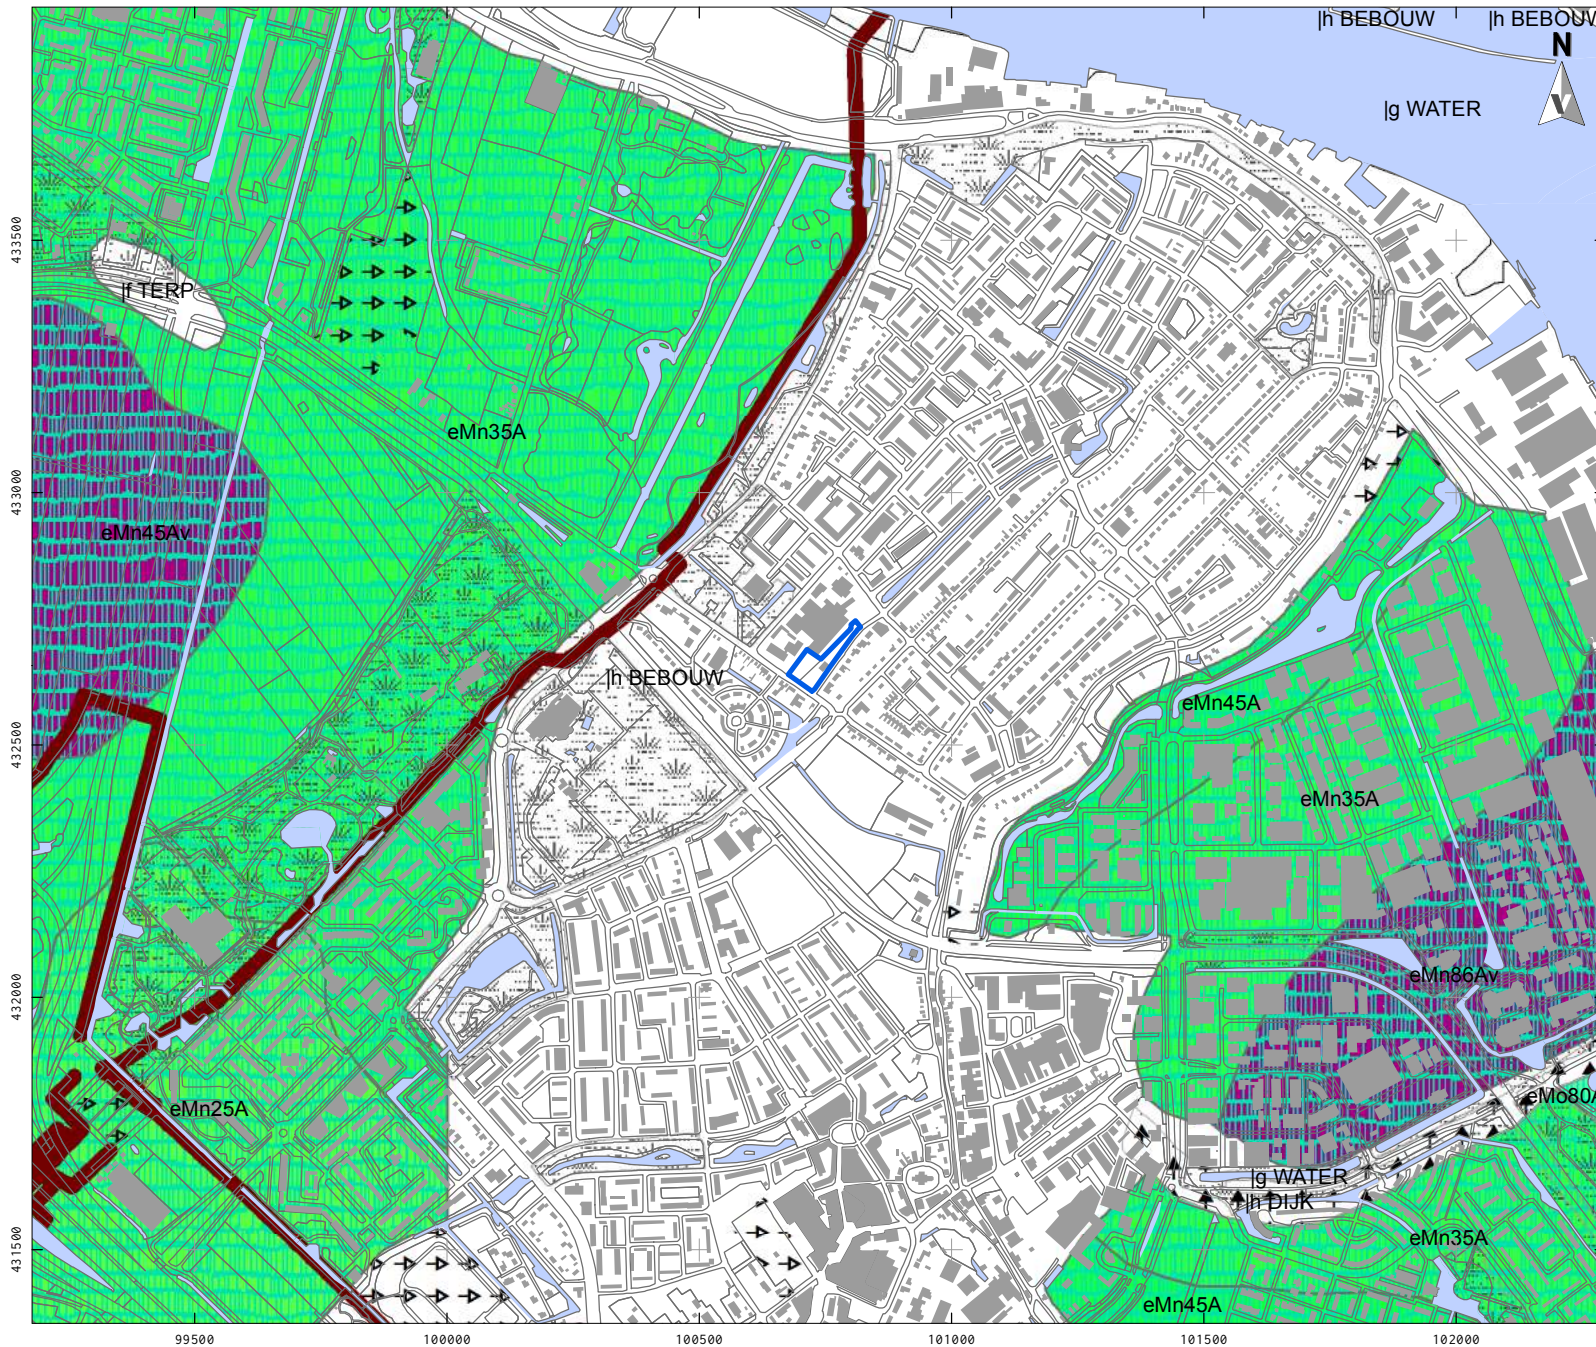 |h BEBOUW
|h BEBOUW
N
|g WATER
433500
|f TERP
eMn35A
433000
eMn45Av
|h BEBOUW
eMn45A
432500
eMn35A
eMn86Av
432000
eMo80A
eMn25A
|g WATER
|h DIJK
431500
eMn35A
eMn45A
99500 100000 100500 101000 101500 102000